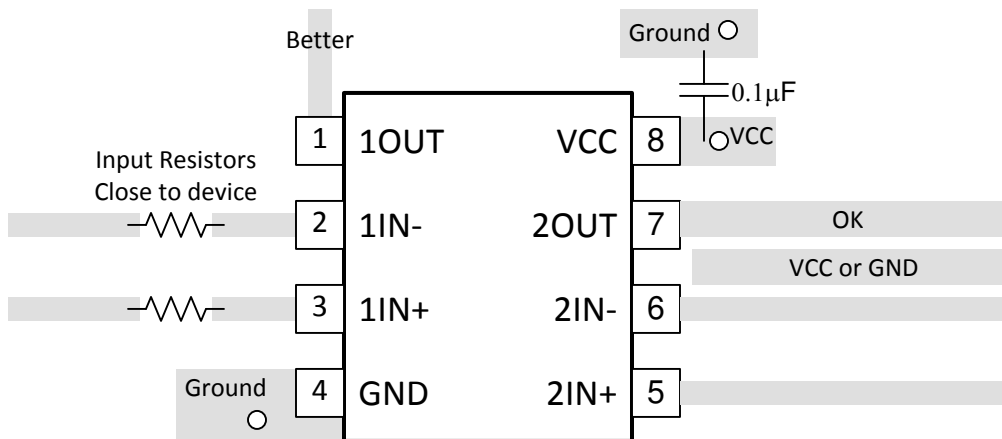 Better
Ground
0.1µF
1 1OUT VCC 8 VCC
Input Resistors
Close to device
2 1IN- 2OUT 7 OK
VCC or GND
3 1IN+ 2IN- 6
Ground
4 GND 2IN+ 5